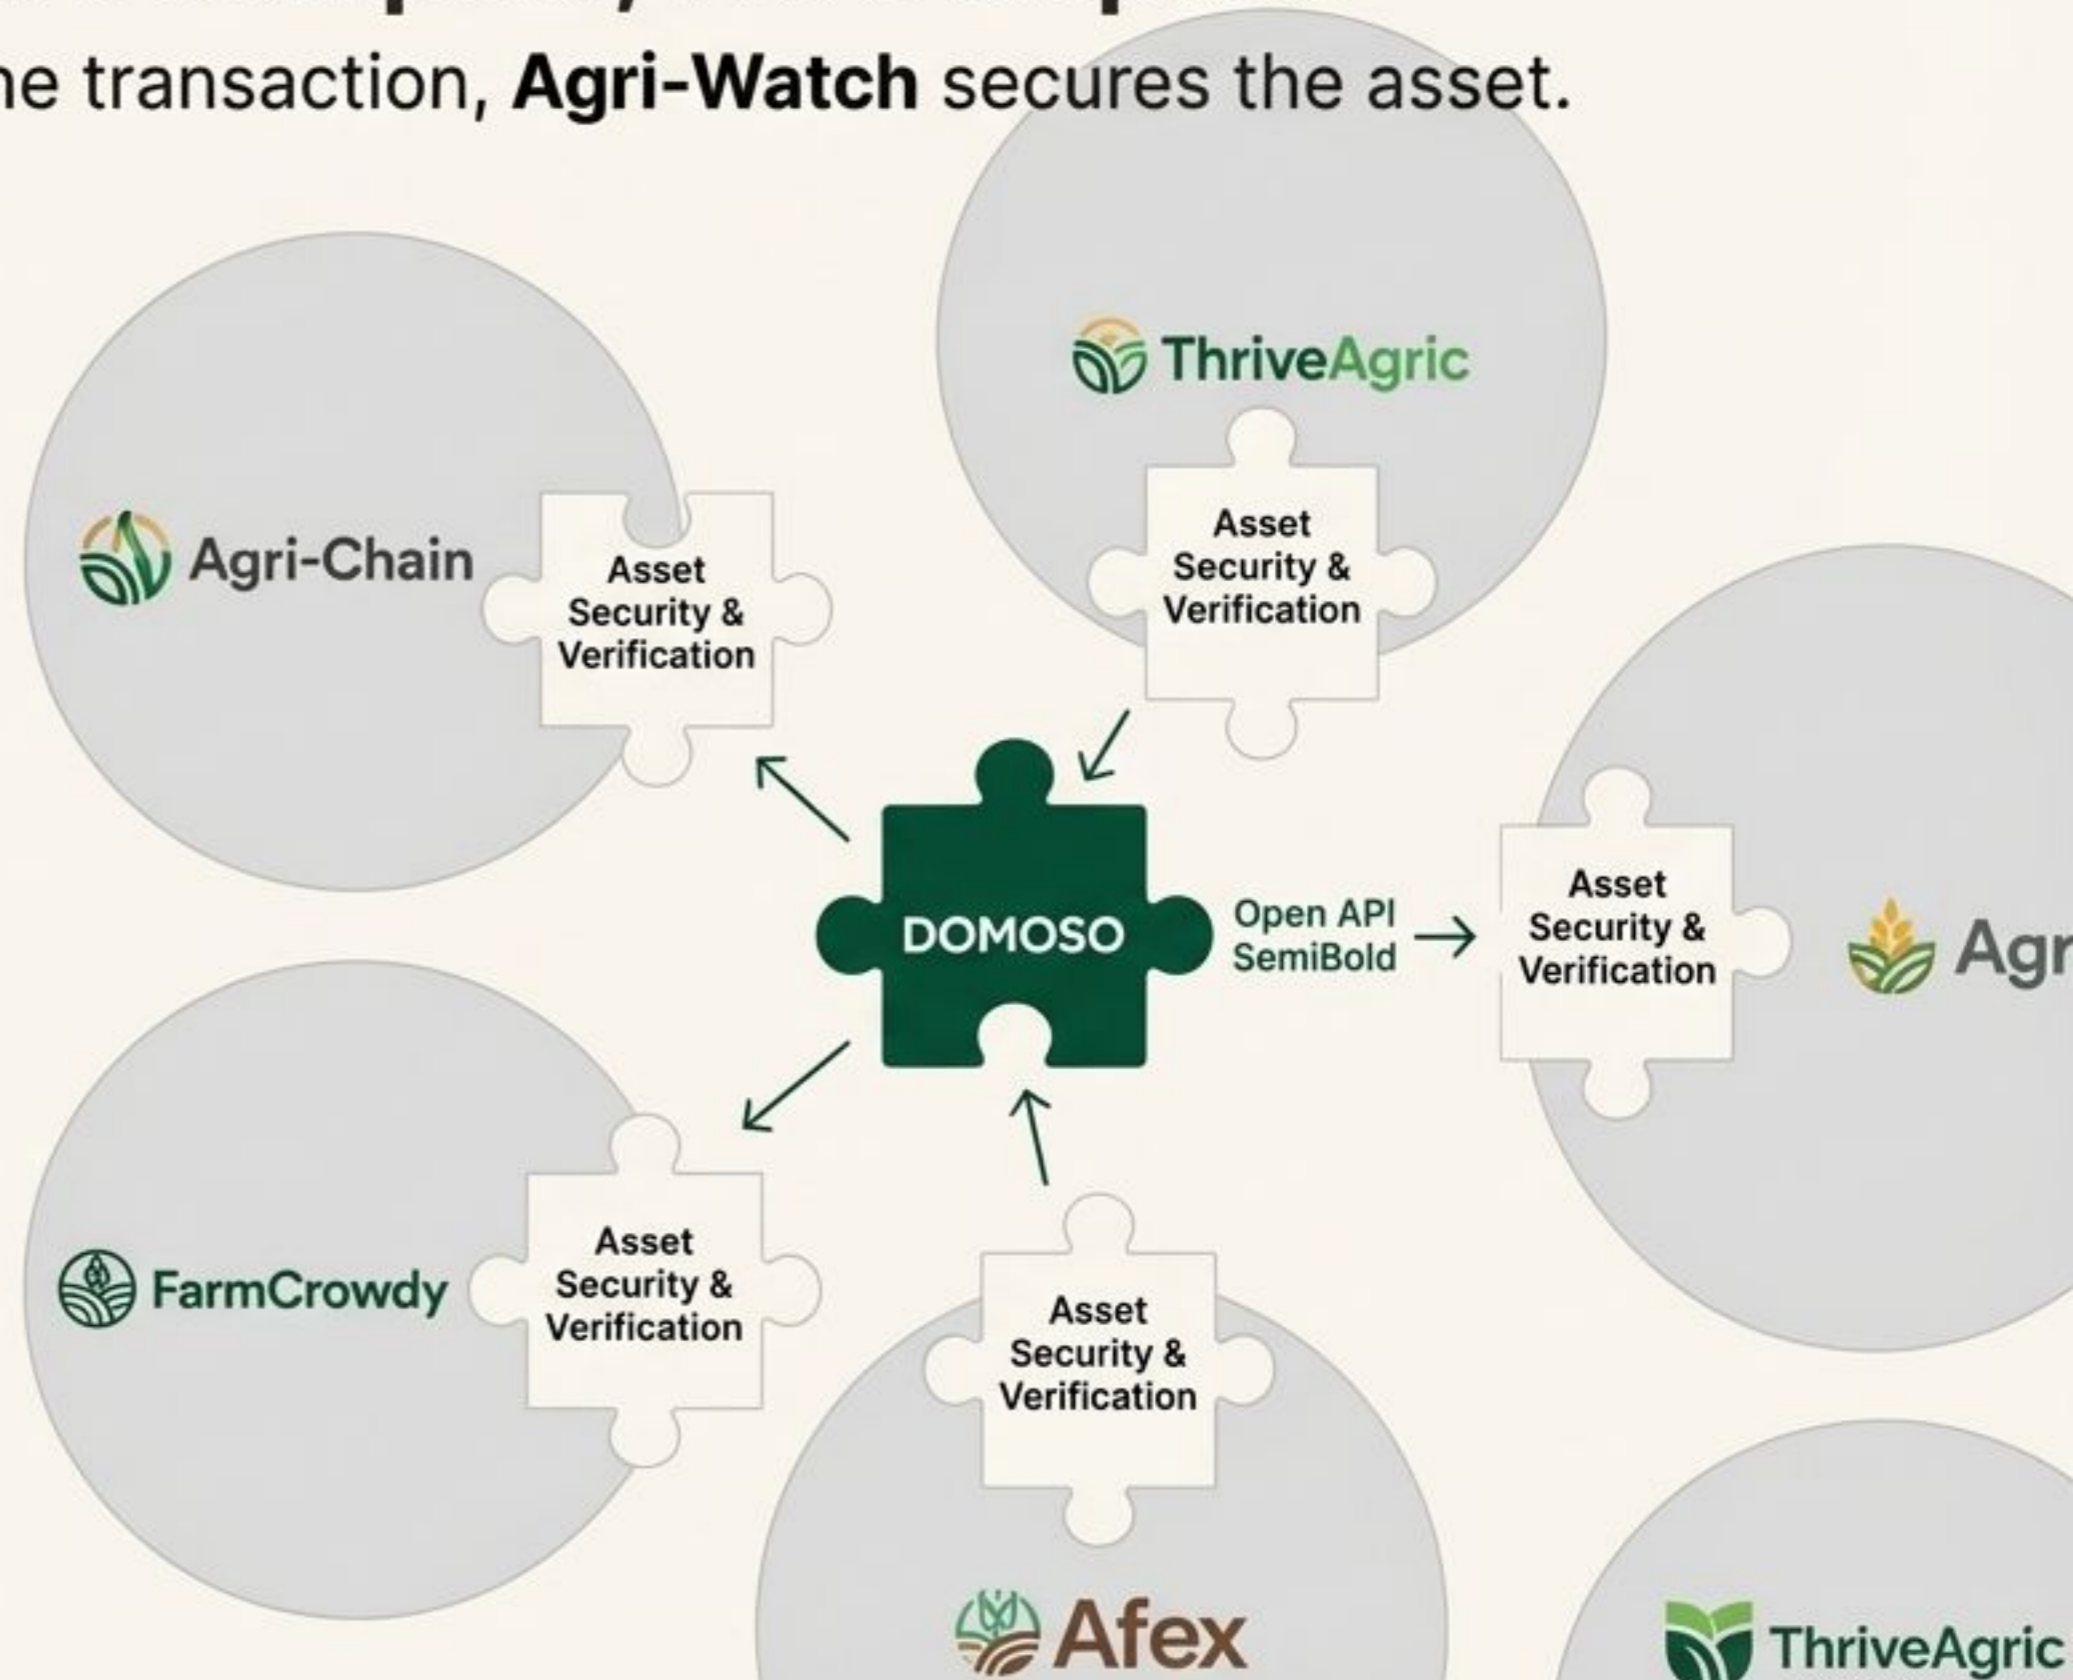 he transaction, Agri-Watch secures the asset.
ThriveAgric
Asset
Security &
Verification
Agri-Chain
Asset
Security &
Verification
DOMOSO
Open API
SemiBold
Asset
Security &
Verification
Agr
FarmCrowdy
Asset
Security &
Verification
Asset
Security &
Verification
Afex
ThriveAgric